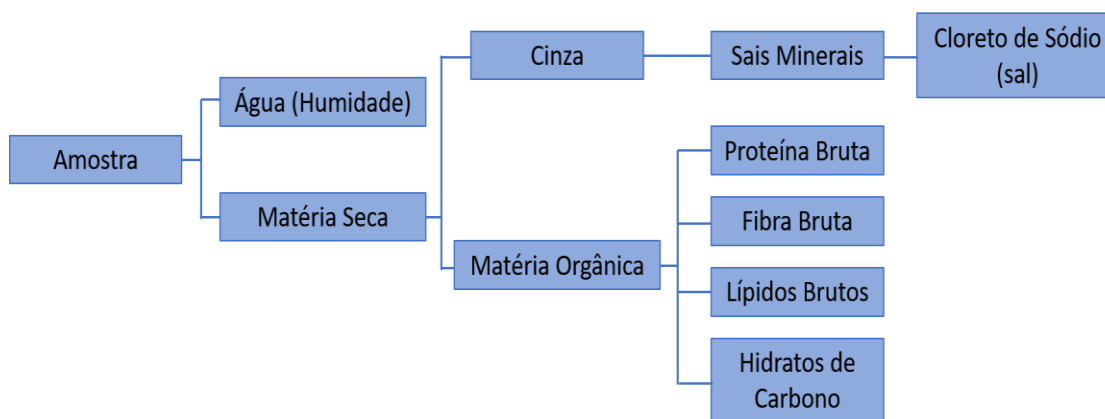 Amostra
Água (Humidade)
Matéria Seca
Cinza
Sais Minerais
Cloreto de Sódio
(sal)
Matéria Orgânica
Proteína Bruta
Fibra Bruta
Lípidos Brutos
Hidratos de
Carbono